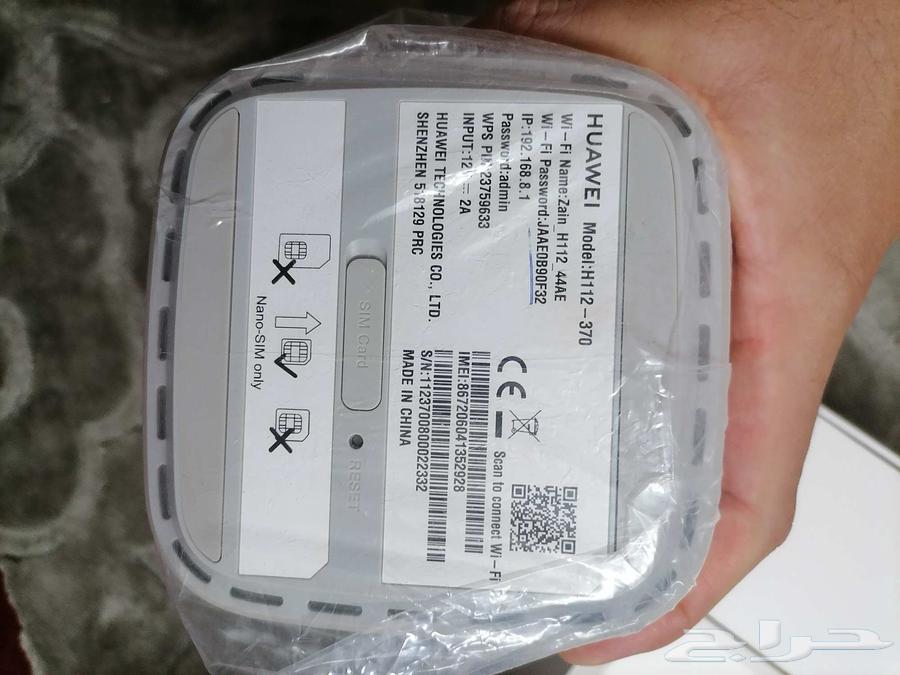 HUAWEI Model:H112-370
Wi-Fi Name:Zain_H112_44AE
Wi-Fi Password:JAAE0B90F32
IP:192.168.8.1
Password:admin
WPS PIN:23759633
INPUT:12 2A
HUAWEI TECHNOLOGIES CO., LTD.
SHENZHEN 518129 PRC
CE
Scan to connect Wi-Fi
IMEI:867206041352928
S/N:1123700800022332
MADE IN CHINA
SIM Card
RESET
Nano-SIM only
حراج